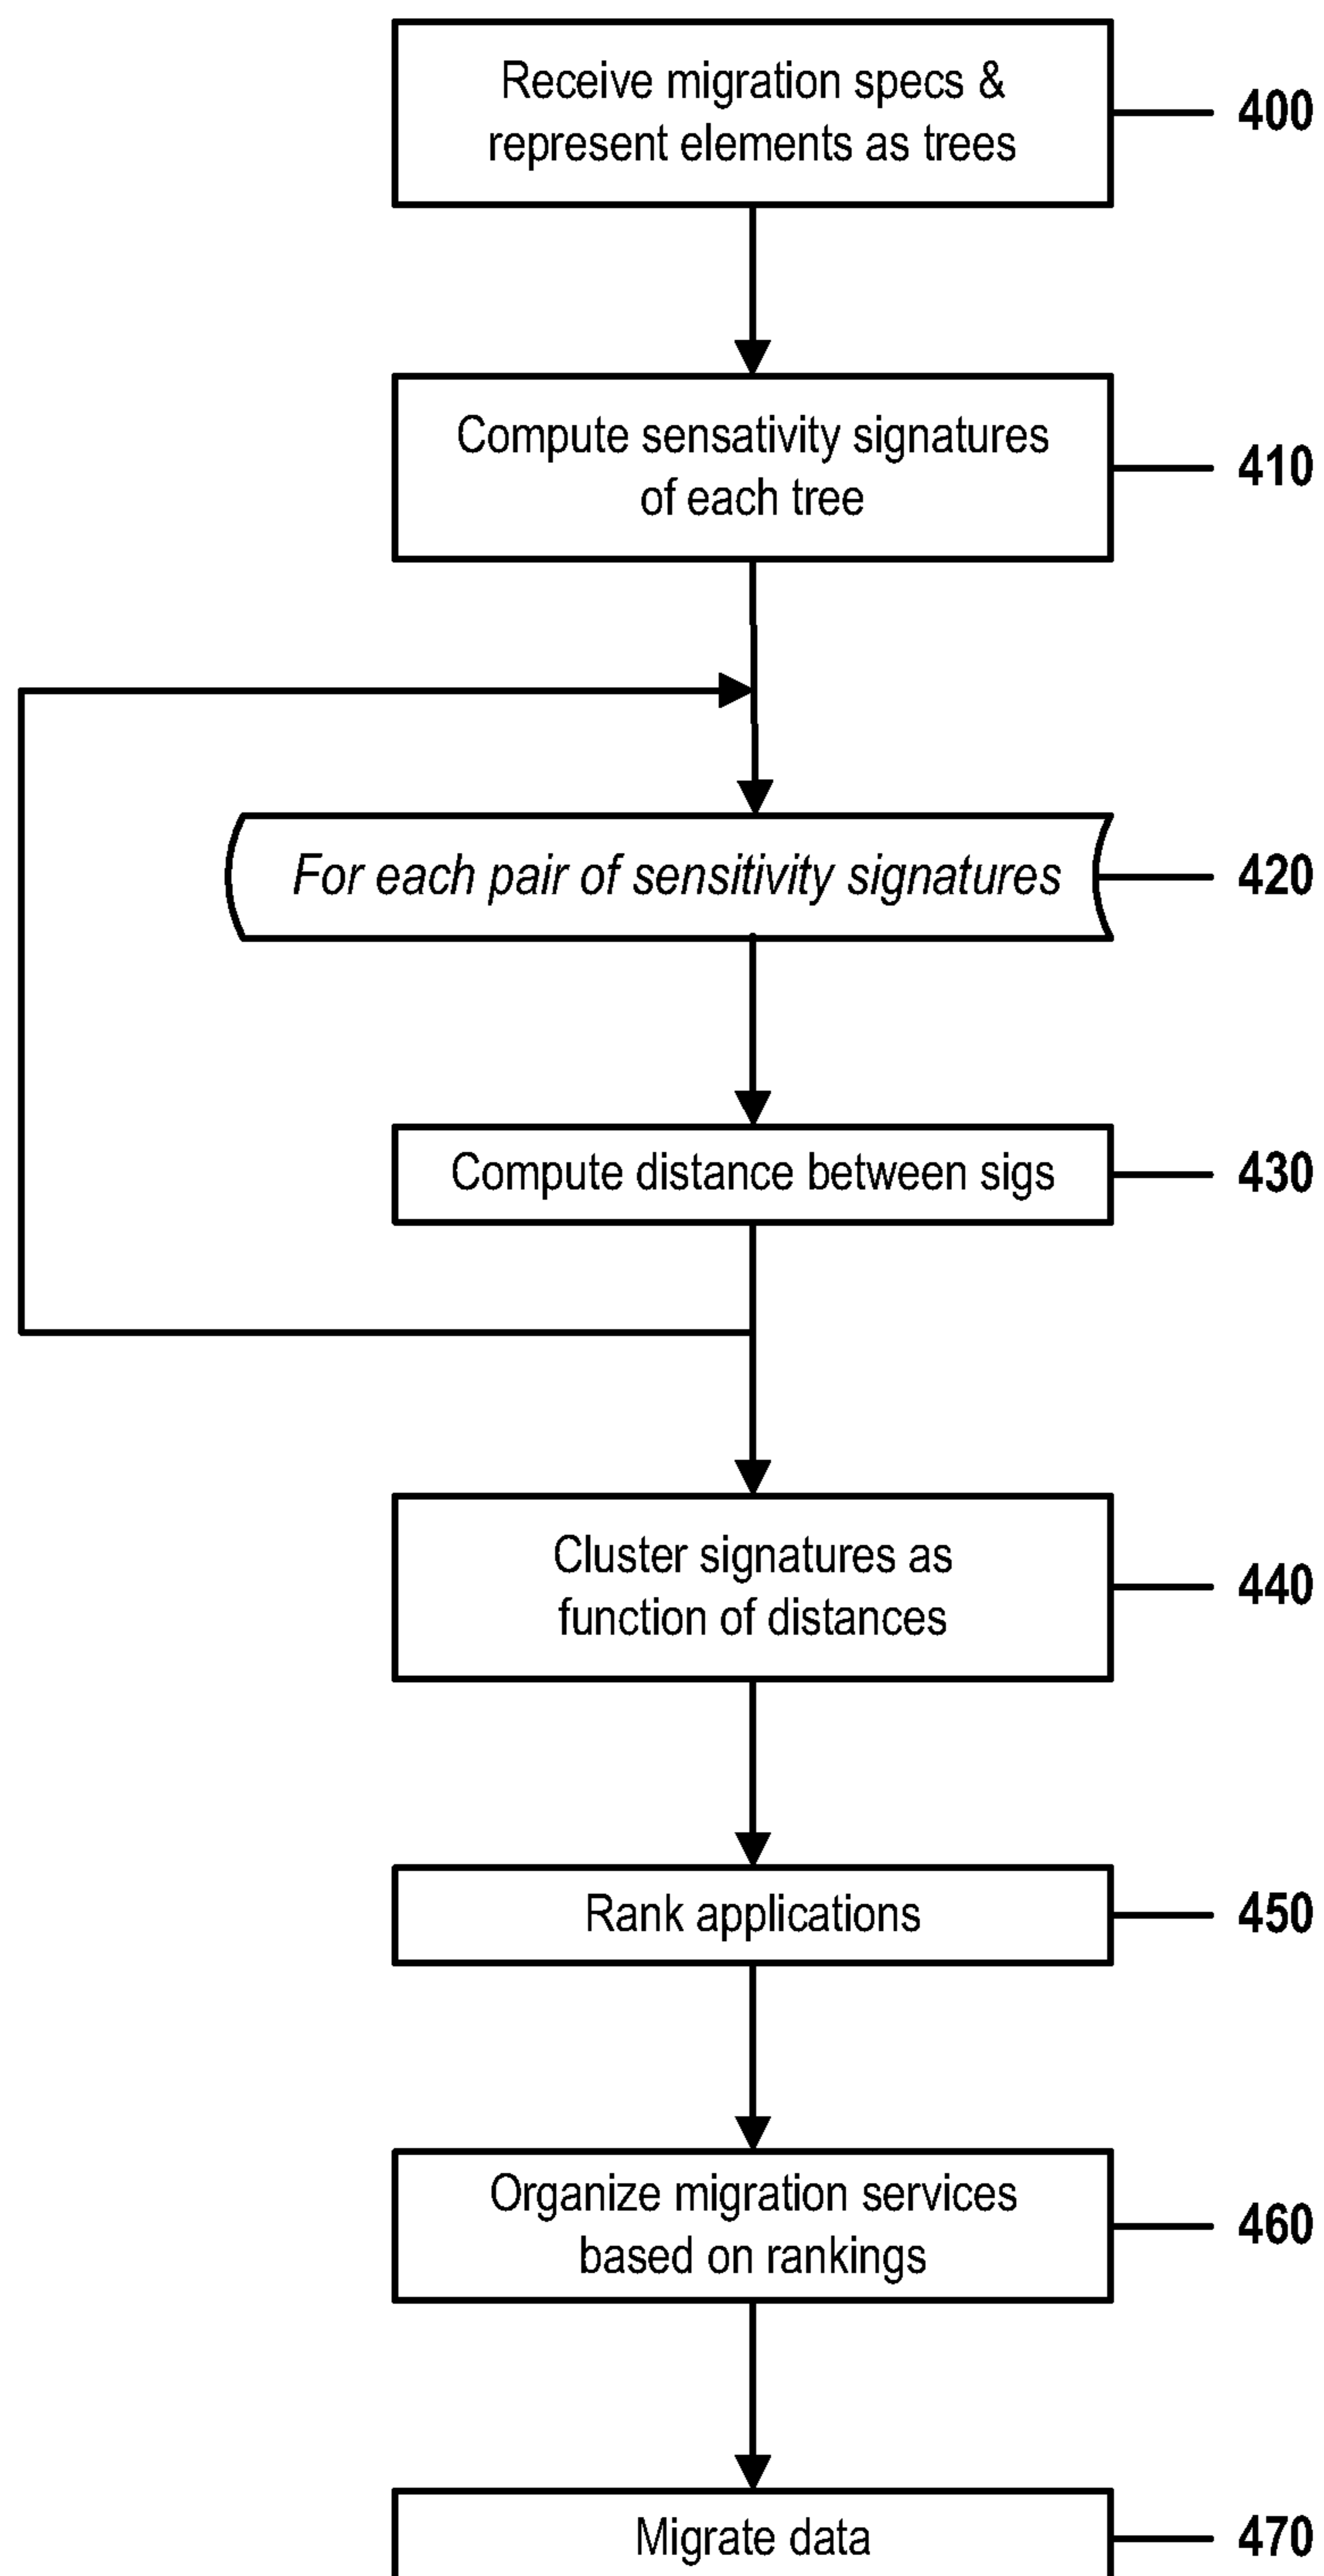 Receive migration specs &
represent elements as trees
400
Compute sensativity signatures
of each tree
410
For each pair of sensitivity signatures
420
Compute distance between sigs
430
Cluster signatures as
function of distances
440
Rank applications
450
Organize migration services
based on rankings
460
Migrate data
470